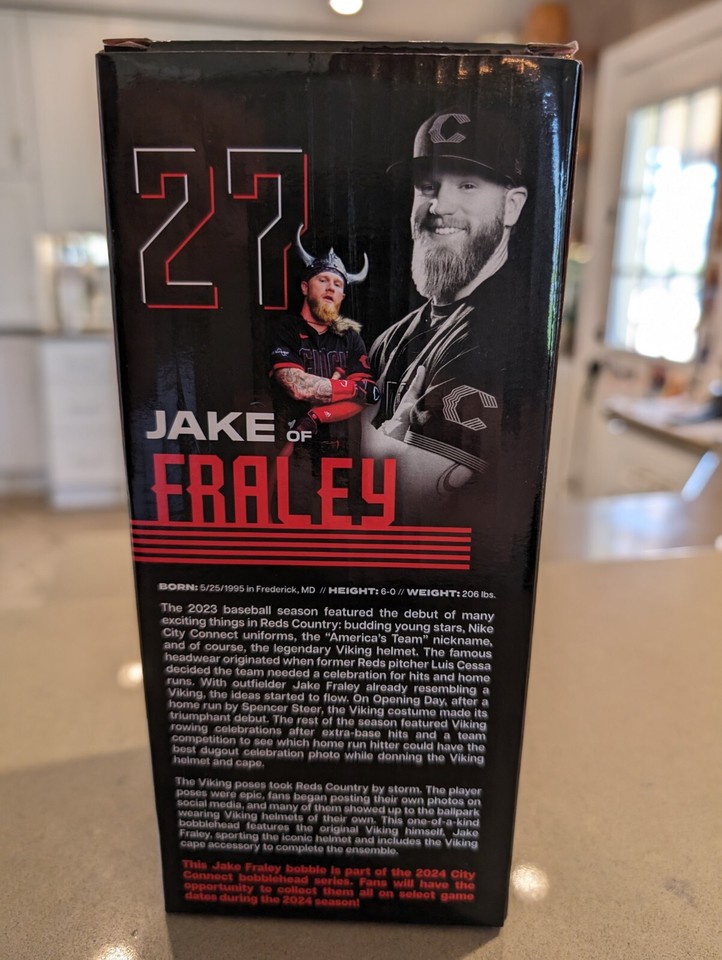 27
C
JAKE OF
FRALEY
BORN: 5/25/1995 in Frederick, MD // HEIGHT: 6-0 // WEIGHT: 206 lbs.
The 2023 baseball season featured the debut of many
exciting things in Reds Country: budding young stars, Nike
City Connect uniforms, the “America’s Team” nickname,
and of course, the legendary Viking helmet. The famous
headwear originated when former Reds pitcher Luis Cessa
decided the team needed a celebration for hits and home
runs. With outfielder Jake Fraley already resembling a
Viking, the ideas started to flow. On Opening Day, after a
home run by Spencer Steer, the Viking costume made its
triumphant debut. The rest of the season featured Viking
rowing celebrations after extra-base hits and a team
competition to see which home run hitter could have the
best dugout celebration photo while donning the Viking
helmet and cape.
The Viking poses took Reds Country by storm. The player
poses were epic, fans began posting their own photos on
social media, and many of them showed up to the ballpark
wearing Viking helmets of their own. This one-of-a-kind
bobblehead features the original Viking himself, Jake
Fraley, sporting the iconic helmet and includes the Viking
cape accessory to complete the ensemble.
This Jake Fraley bobble is part of the 2024 City
Connect bobblehead series. Fans will have the
opportunity to collect them all on select game
dates during the 2024 season!